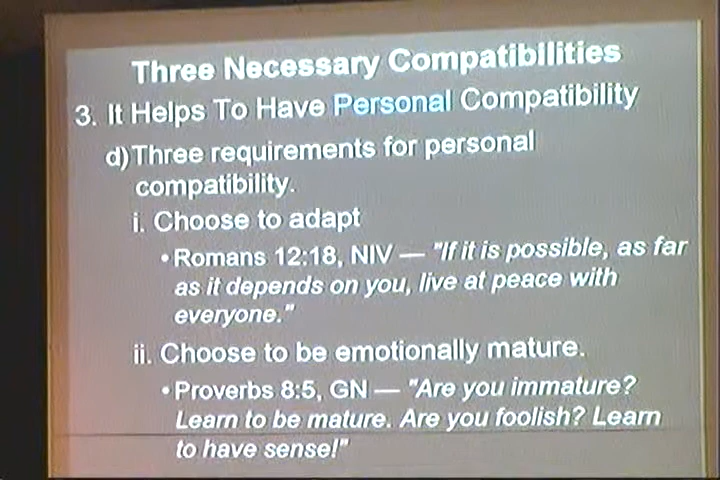 Three Necessary Compatibilities
3. It Helps To Have Personal Compatibility
d) Three requirements for personal
compatibility.
i. Choose to adapt
• Romans 12:18, NIV — "If it is possible, as far
as it depends on you, live at peace with
everyone."
ii. Choose to be emotionally mature.
• Proverbs 8:5, GN — "Are you immature?
Learn to be mature. Are you foolish? Learn
to have sense!"